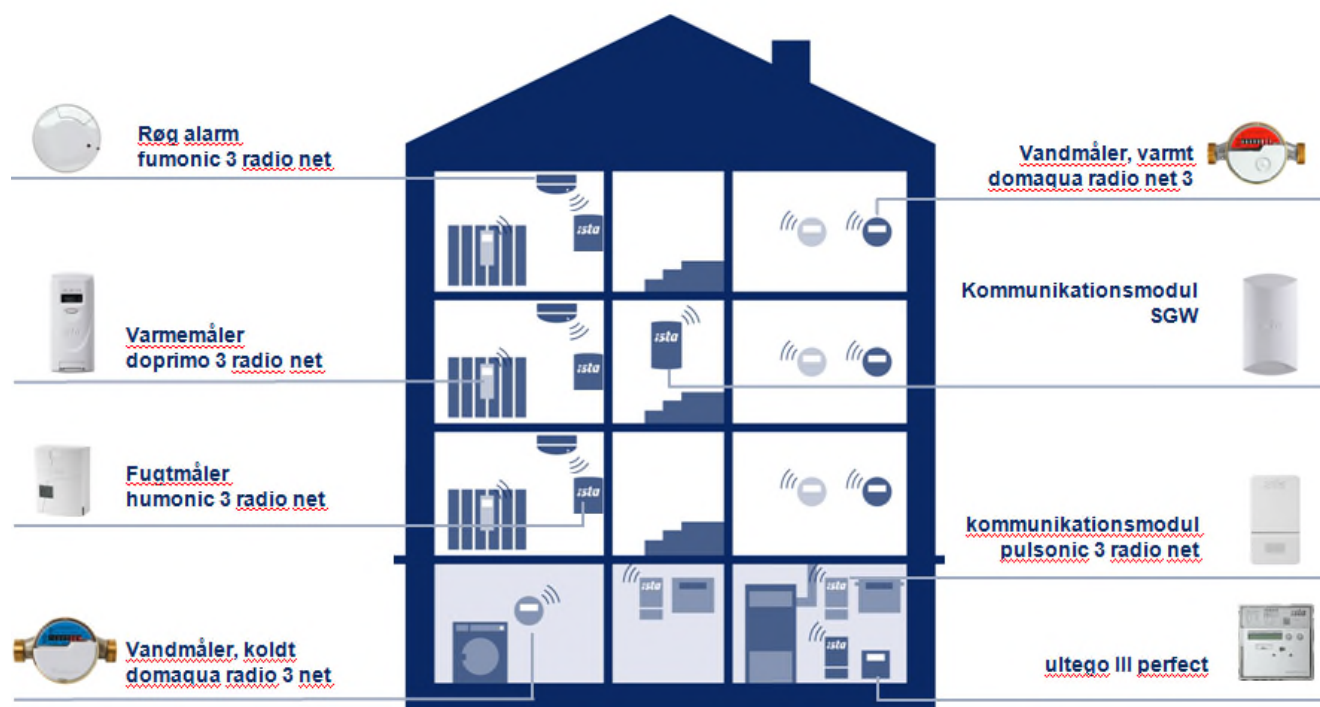 Røg alarm
fumonic 3 radio net
Varmemåler
doprimo 3 radio net
Fugtmåler
humonic 3 radio net
Vandmåler, koldt
domaqua radio 3 net
ista
ista
ista
ista
ista
ista
ista
Vandmåler, varmt
domaqua radio net 3
Kommunikationsmodul
SGW
kommunikationsmodul
pulsonic 3 radio net
ultego III perfect